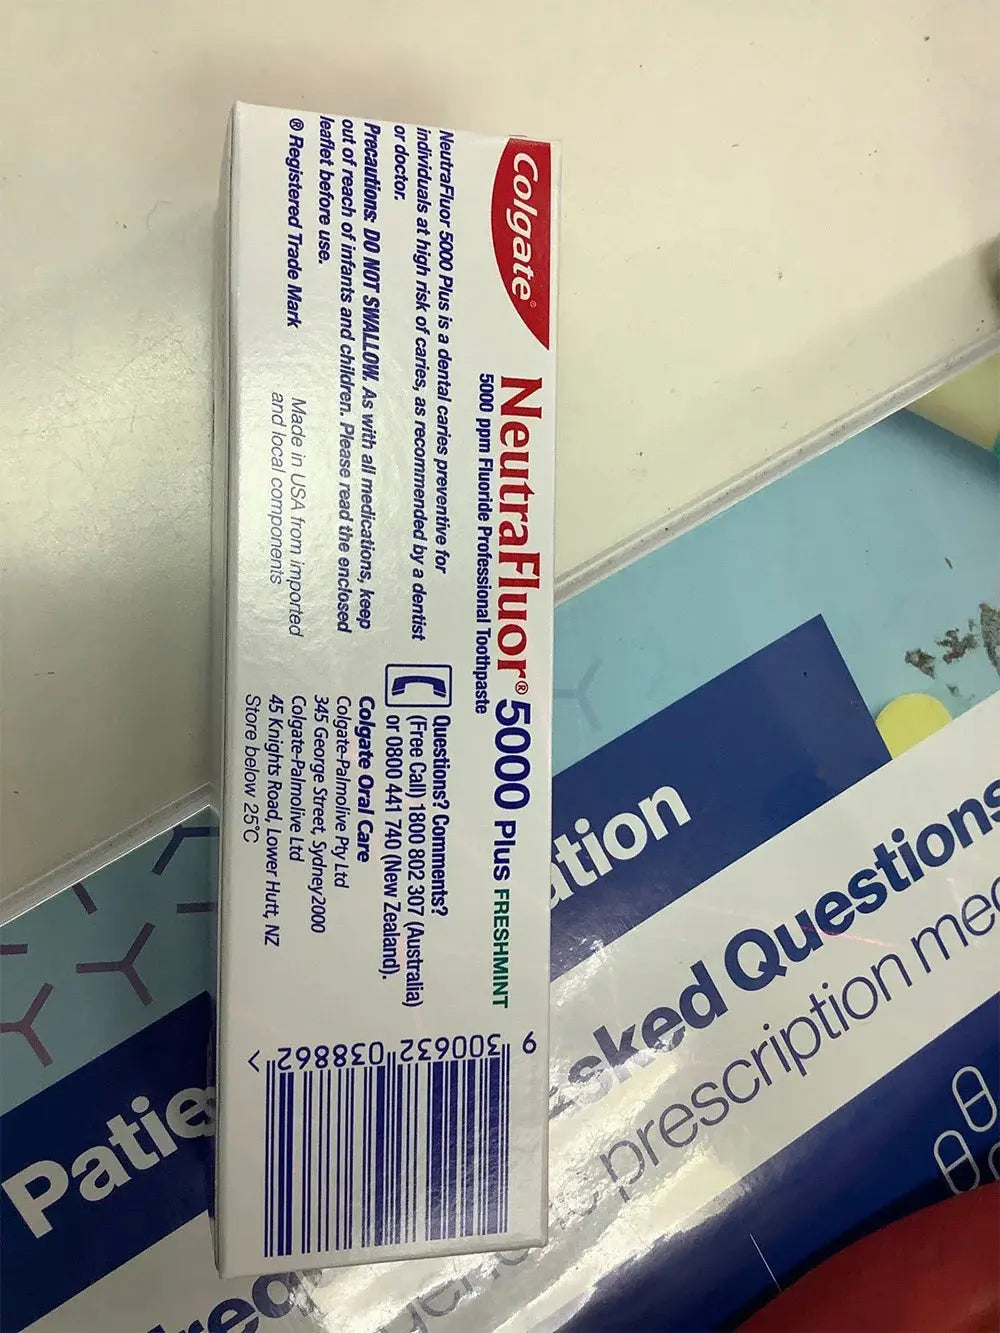 Colgate®
NeutraFluor® 5000 Plus FRESHMINT
5000 ppm Fluoride Professional Toothpaste
NeutraFluor 5000 Plus is a dental caries preventive for
individuals at high risk of caries, as recommended by a dentist
or doctor.
Precautions: DO NOT SWALLOW. As with all medications, keep
out of reach of infants and children. Please read the enclosed
leaflet before use.
® Registered Trade Mark
Made in USA from imported
and local components
Questions? Comments?
(Free Call) 1800 802 307 (Australia)
or 0800 441 740 (New Zealand).
Colgate Oral Care
Colgate-Palmolive Pty Ltd
345 George Street, Sydney 2000
Colgate-Palmolive Ltd
45 Knights Road, Lower Hutt, NZ
Store below 25°C
9 300632 038862 >
Patie
ation
sked Questions
prescription med